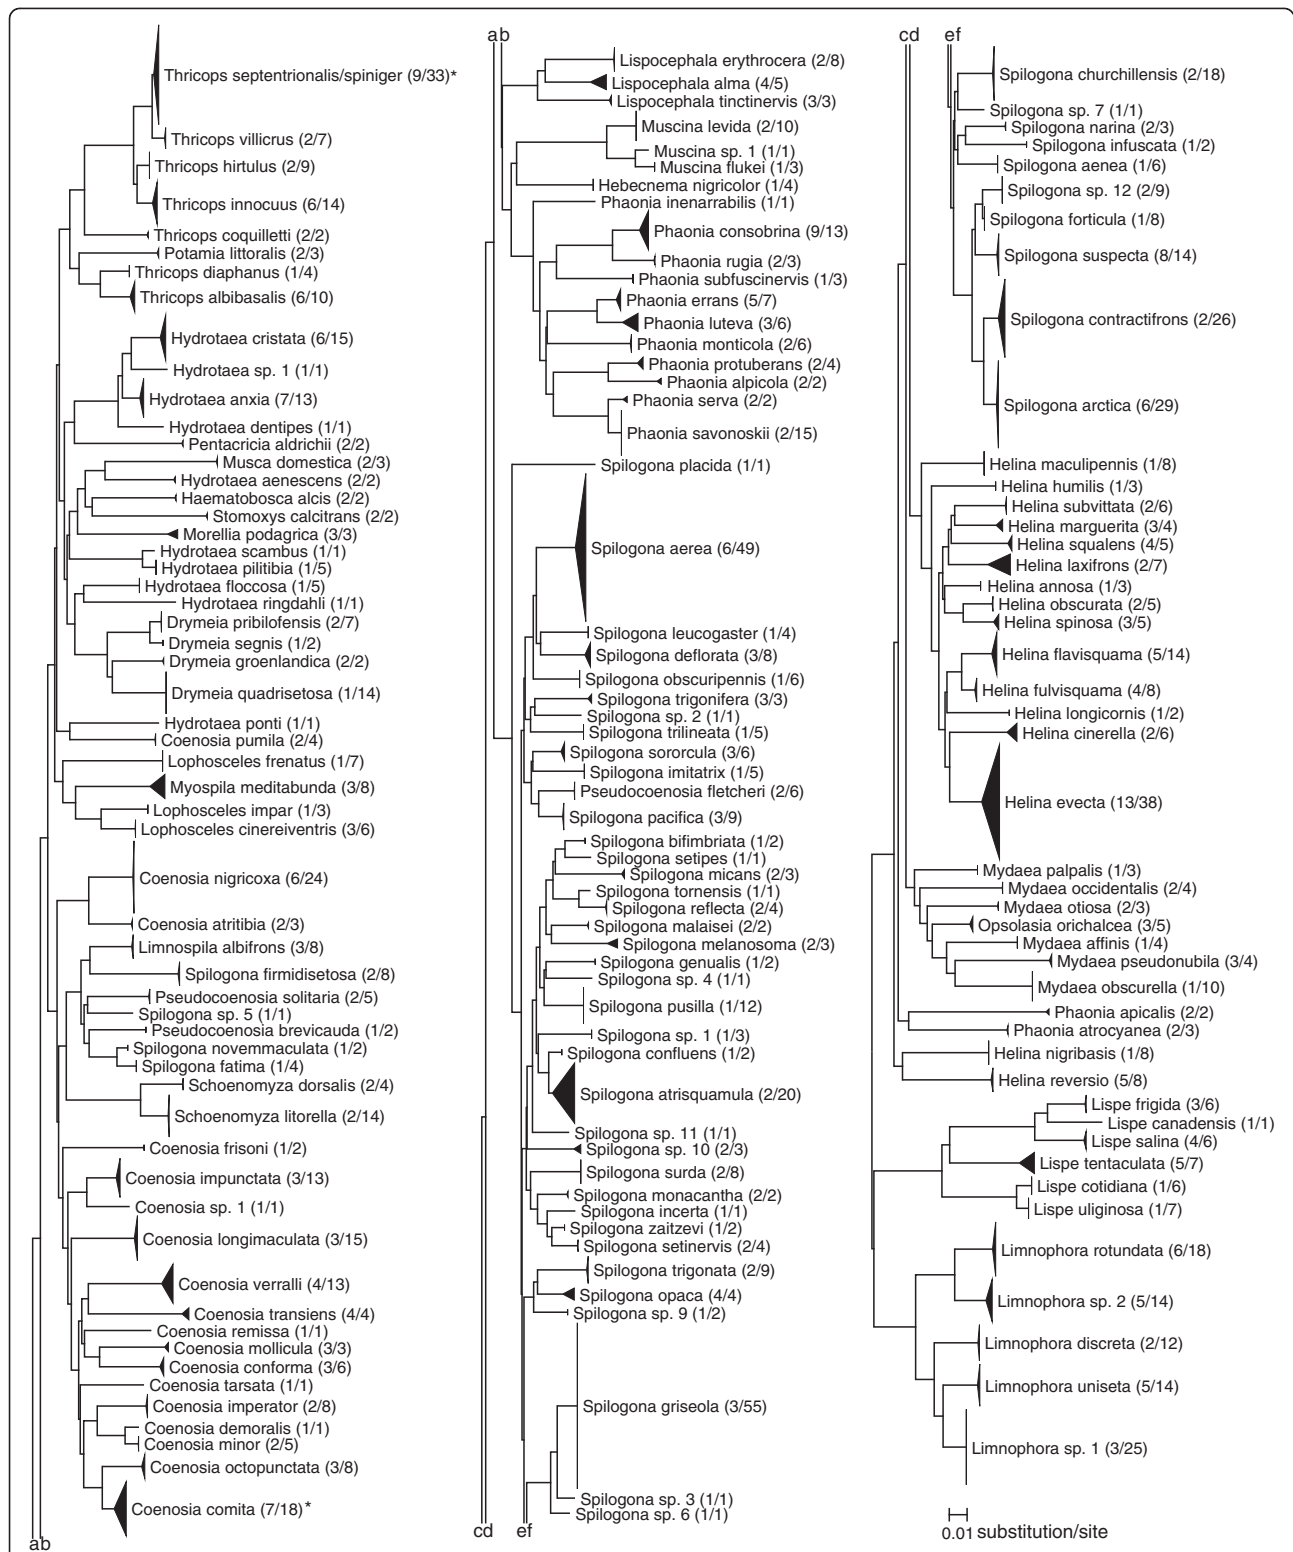 Thricops septentrionalis/spiniger (9/33)*
Thricops villicrus (2/7)
Thricops hirtulus (2/9)
Thricops innocuus (6/14)
Thricops coquilletti (2/2)
Potamia littoralis (2/3)
Thricops diaphanus (1/4)
Thricops albibasalis (6/10)
Hydrotaea cristata (6/15)
Hydrotaea sp. 1 (1/1)
Hydrotaea anxia (7/13)
Hydrotaea dentipes (1/1)
Pentacricia aldrichii (2/2)
Musca domestica (2/3)
Hydrotaea aenescens (2/2)
Haematobosca alcis (2/2)
Stomoxys calcitrans (2/2)
Morellia podagrica (3/3)
Hydrotaea scambus (1/1)
Hydrotaea pilitibia (1/5)
Hydrotaea floccosa (1/5)
Hydrotaea ringdahli (1/1)
Drymeia pribilofensis (2/7)
Drymeia segnis (1/2)
Drymeia groenlandica (2/2)
Drymeia quadrisetosa (1/14)
Hydrotaea ponti (1/1)
Coenosia pumila (2/4)
Lophosceles frenatus (1/7)
Myospila meditabunda (3/8)
Lophosceles impar (1/3)
Lophosceles cinereiventris (3/6)
Coenosia nigricoxa (6/24)
Coenosia atritibia (2/3)
Limnospila albifrons (3/8)
Spilogona firmidisetosa (2/8)
Pseudocoenosia solitaria (2/5)
Spilogona sp. 5 (1/1)
Pseudocoenosia brevicauda (1/2)
Spilogona novemmaculata (1/2)
Spilogona fatima (1/4)
Schoenomyza dorsalis (2/4)
Schoenomyza litorella (2/14)
Coenosia frisoni (1/2)
Coenosia impunctata (3/13)
Coenosia sp. 1 (1/1)
Coenosia longimaculata (3/15)
Coenosia verralli (4/13)
Coenosia transiens (4/4)
Coenosia remissa (1/1)
Coenosia mollicula (3/3)
Coenosia conforma (3/6)
Coenosia tarsata (1/1)
Coenosia imperator (2/8)
Coenosia demoralis (1/1)
Coenosia minor (2/5)
Coenosia octopunctata (3/8)
Coenosia comita (7/18)*
ab
ab
Lispocephala erythrocera (2/8)
Lispocephala alma (4/5)
Lispocephala tinctinervis (3/3)
Muscina levida (2/10)
Muscina sp. 1 (1/1)
Muscina flukei (1/3)
Hebecnema nigricolor (1/4)
Phaonia inenarrabilis (1/1)
Phaonia consobrina (9/13)
Phaonia rugia (2/3)
Phaonia subfuscinervis (1/3)
Phaonia errans (5/7)
Phaonia luteva (3/6)
Phaonia monticola (2/6)
Phaonia protuberans (2/4)
Phaonia alpicola (2/2)
Phaonia serva (2/2)
Phaonia savonoskii (2/15)
Spilogona placida (1/1)
Spilogona aerea (6/49)
Spilogona leucogaster (1/4)
Spilogona deflorata (3/8)
Spilogona obscuripennis (1/6)
Spilogona trigonifera (3/3)
Spilogona sp. 2 (1/1)
Spilogona trilineata (1/5)
Spilogona sororcula (3/6)
Spilogona imitatrix (1/5)
Pseudocoenosia fletcheri (2/6)
Spilogona pacifica (3/9)
Spilogona bifimbriata (1/2)
Spilogona setipes (1/1)
Spilogona micans (2/3)
Spilogona tornensis (1/1)
Spilogona reflecta (2/4)
Spilogona malaisei (2/2)
Spilogona melanosoma (2/3)
Spilogona genualis (1/2)
Spilogona sp. 4 (1/1)
Spilogona pusilla (1/12)
Spilogona sp. 1 (1/3)
Spilogona confluens (1/2)
Spilogona atrisquamula (2/20)
Spilogona sp. 11 (1/1)
Spilogona sp. 10 (2/3)
Spilogona surda (2/8)
Spilogona monacantha (2/2)
Spilogona incerta (1/1)
Spilogona zaitzevi (1/2)
Spilogona setinervis (2/4)
Spilogona trigonata (2/9)
Spilogona opaca (4/4)
Spilogona sp. 9 (1/2)
Spilogona griseola (3/55)
Spilogona sp. 3 (1/1)
Spilogona sp. 6 (1/1)
cd ef
cd ef
Spilogona churchillensis (2/18)
Spilogona sp. 7 (1/1)
Spilogona narina (2/3)
Spilogona infuscata (1/2)
Spilogona aenea (1/6)
Spilogona sp. 12 (2/9)
Spilogona forticula (1/8)
Spilogona suspecta (8/14)
Spilogona contractifrons (2/26)
Spilogona arctica (6/29)
Helina maculipennis (1/8)
Helina humilis (1/3)
Helina subvittata (2/6)
Helina marguerita (3/4)
Helina squalens (4/5)
Helina laxifrons (2/7)
Helina annosa (1/3)
Helina obscurata (2/5)
Helina spinosa (3/5)
Helina flavisquama (5/14)
Helina fulvisquama (4/8)
Helina longicornis (1/2)
Helina cinerella (2/6)
Helina evecta (13/38)
Mydaea palpalis (1/3)
Mydaea occidentalis (2/4)
Mydaea otiosa (2/3)
Opsolasia orichalcea (3/5)
Mydaea affinis (1/4)
Mydaea pseudonubila (3/4)
Mydaea obscurella (1/10)
Phaonia apicalis (2/2)
Phaonia atrocyanea (2/3)
Helina nigribasis (1/8)
Helina reversio (5/8)
Lispe frigida (3/6)
Lispe canadensis (1/1)
Lispe salina (4/6)
Lispe tentaculata (5/7)
Lispe cotidiana (1/6)
Lispe uliginosa (1/7)
Limnophora rotundata (6/18)
Limnophora sp. 2 (5/14)
Limnophora discreta (2/12)
Limnophora uniseta (5/14)
Limnophora sp. 1 (3/25)
0.01 substitution/site